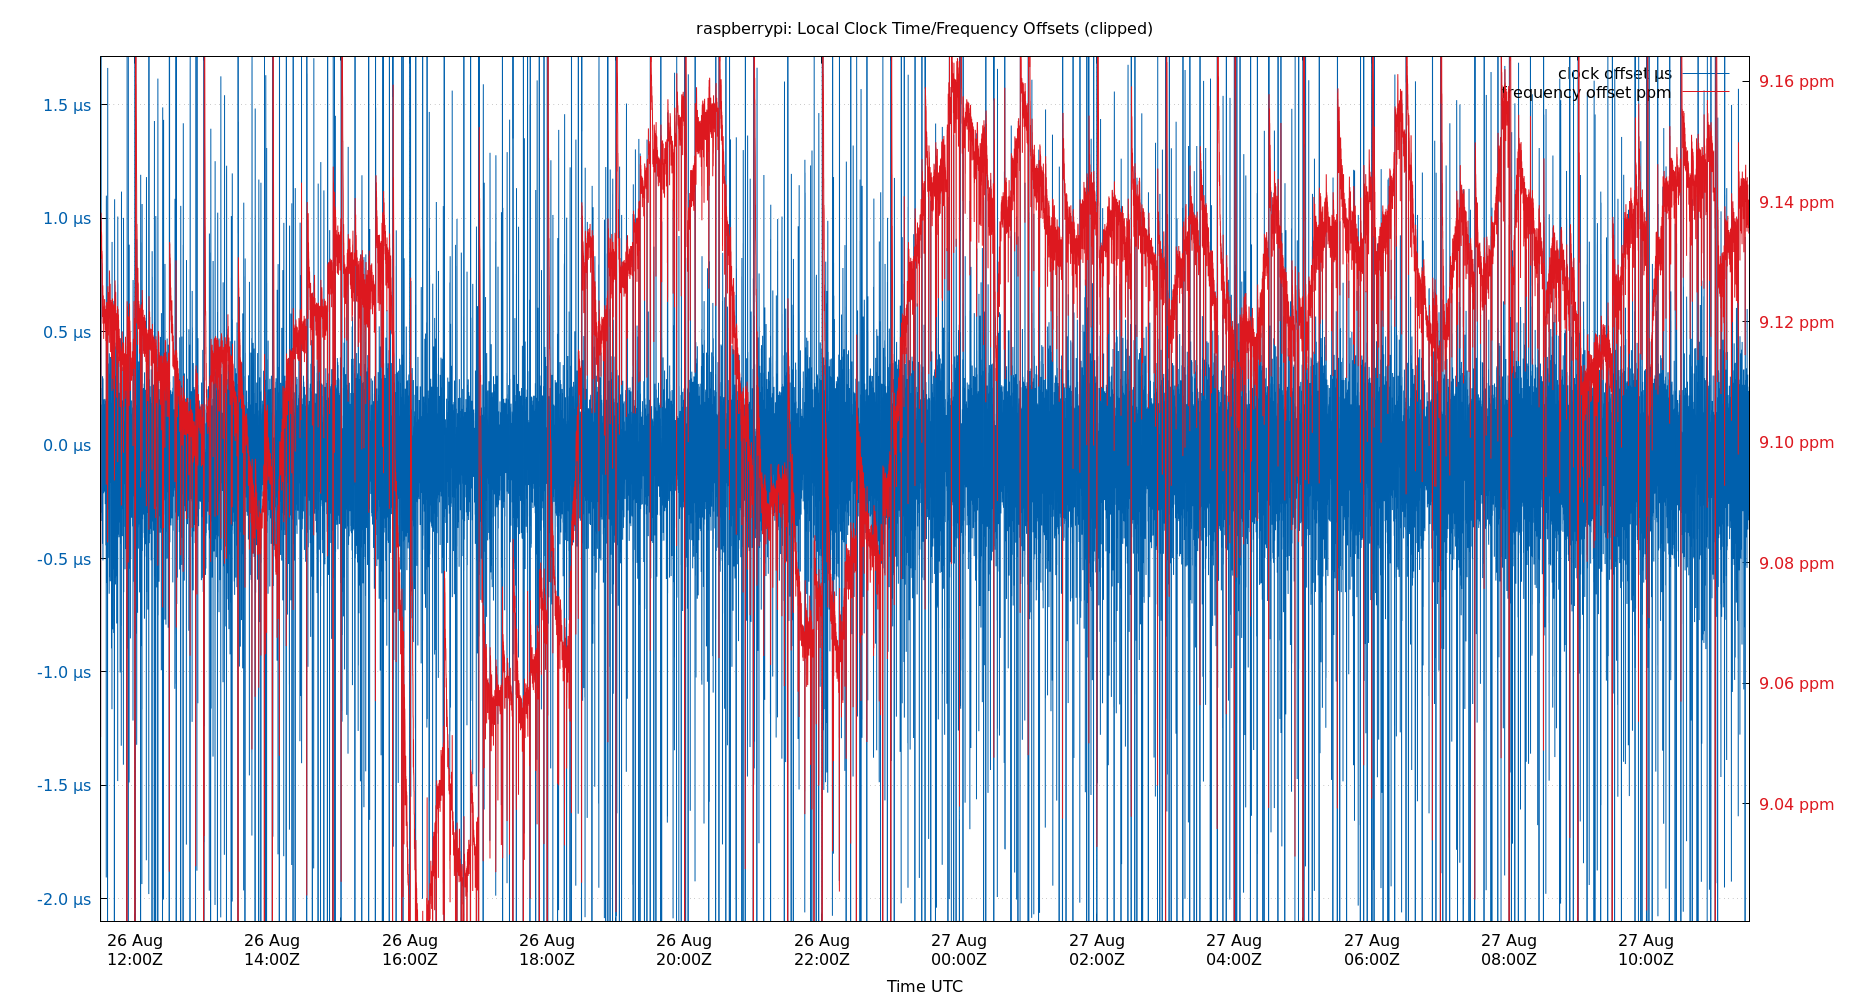 raspberrypi: Local Clock Time/Frequency Offsets (clipped)
clock offset µs
frequency offset ppm
1.5 µs
1.0 µs
0.5 µs
0.0 µs
-0.5 µs
-1.0 µs
-1.5 µs
-2.0 µs
9.16 ppm
9.14 ppm
9.12 ppm
9.10 ppm
9.08 ppm
9.06 ppm
9.04 ppm
26 Aug 26 Aug 26 Aug 26 Aug 26 Aug 26 Aug 27 Aug 27 Aug 27 Aug 27 Aug 27 Aug 27 Aug
12:00Z 14:00Z 16:00Z 18:00Z 20:00Z 22:00Z 00:00Z 02:00Z 04:00Z 06:00Z 08:00Z 10:00Z
Time UTC